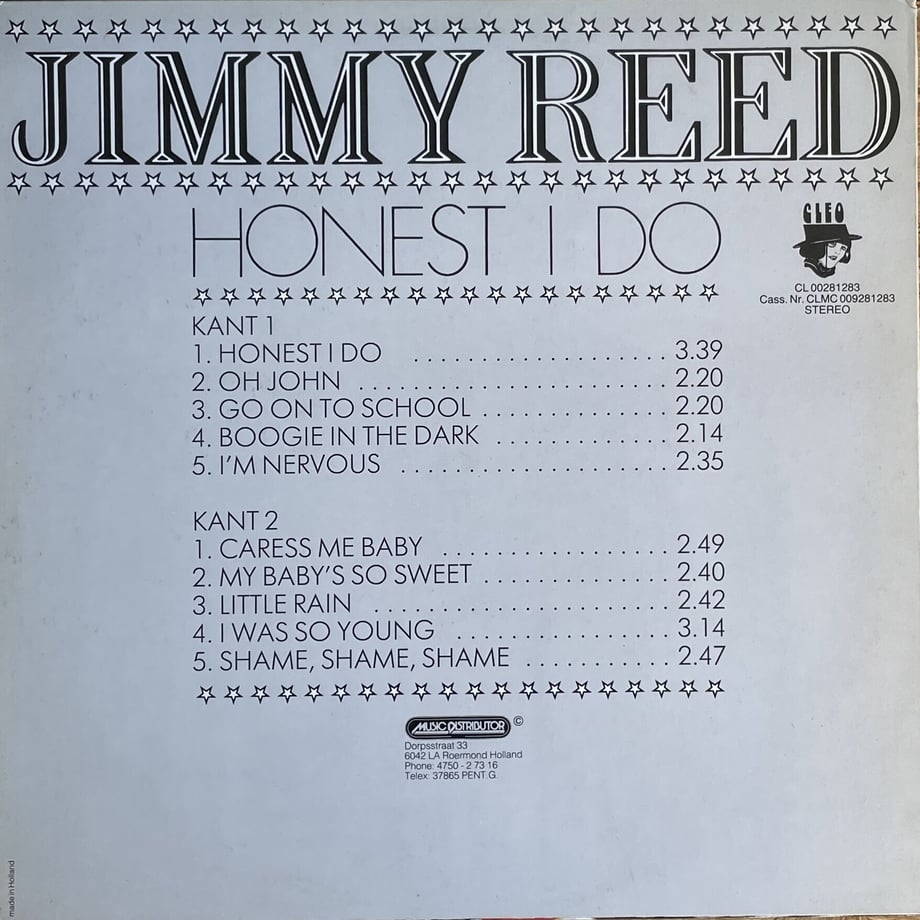 JIMMY REED
HONEST I DO
CLEO
CL 00281283
Cass. Nr. CLMC 009281283
STEREO
KANT 1
1. HONEST I DO .................... 3.39
2. OH JOHN ........................ 2.20
3. GO ON TO SCHOOL .............. 2.20
4. BOOGIE IN THE DARK ............. 2.14
5. I'M NERVOUS ..................... 2.35
KANT 2
1. CARESS ME BABY .................. 2.49
2. MY BABY'S SO SWEET .............. 2.40
3. LITTLE RAIN ....................... 2.42
4. I WAS SO YOUNG ................. 3.14
5. SHAME, SHAME, SHAME ........... 2.47
MUSIC DISTRIBUTOR ©
Dorpsstraat 33
6042 LA Roermond Holland
Phone: 4750 - 2 73 16
Telex: 37865 PENT.G.
made in Holland